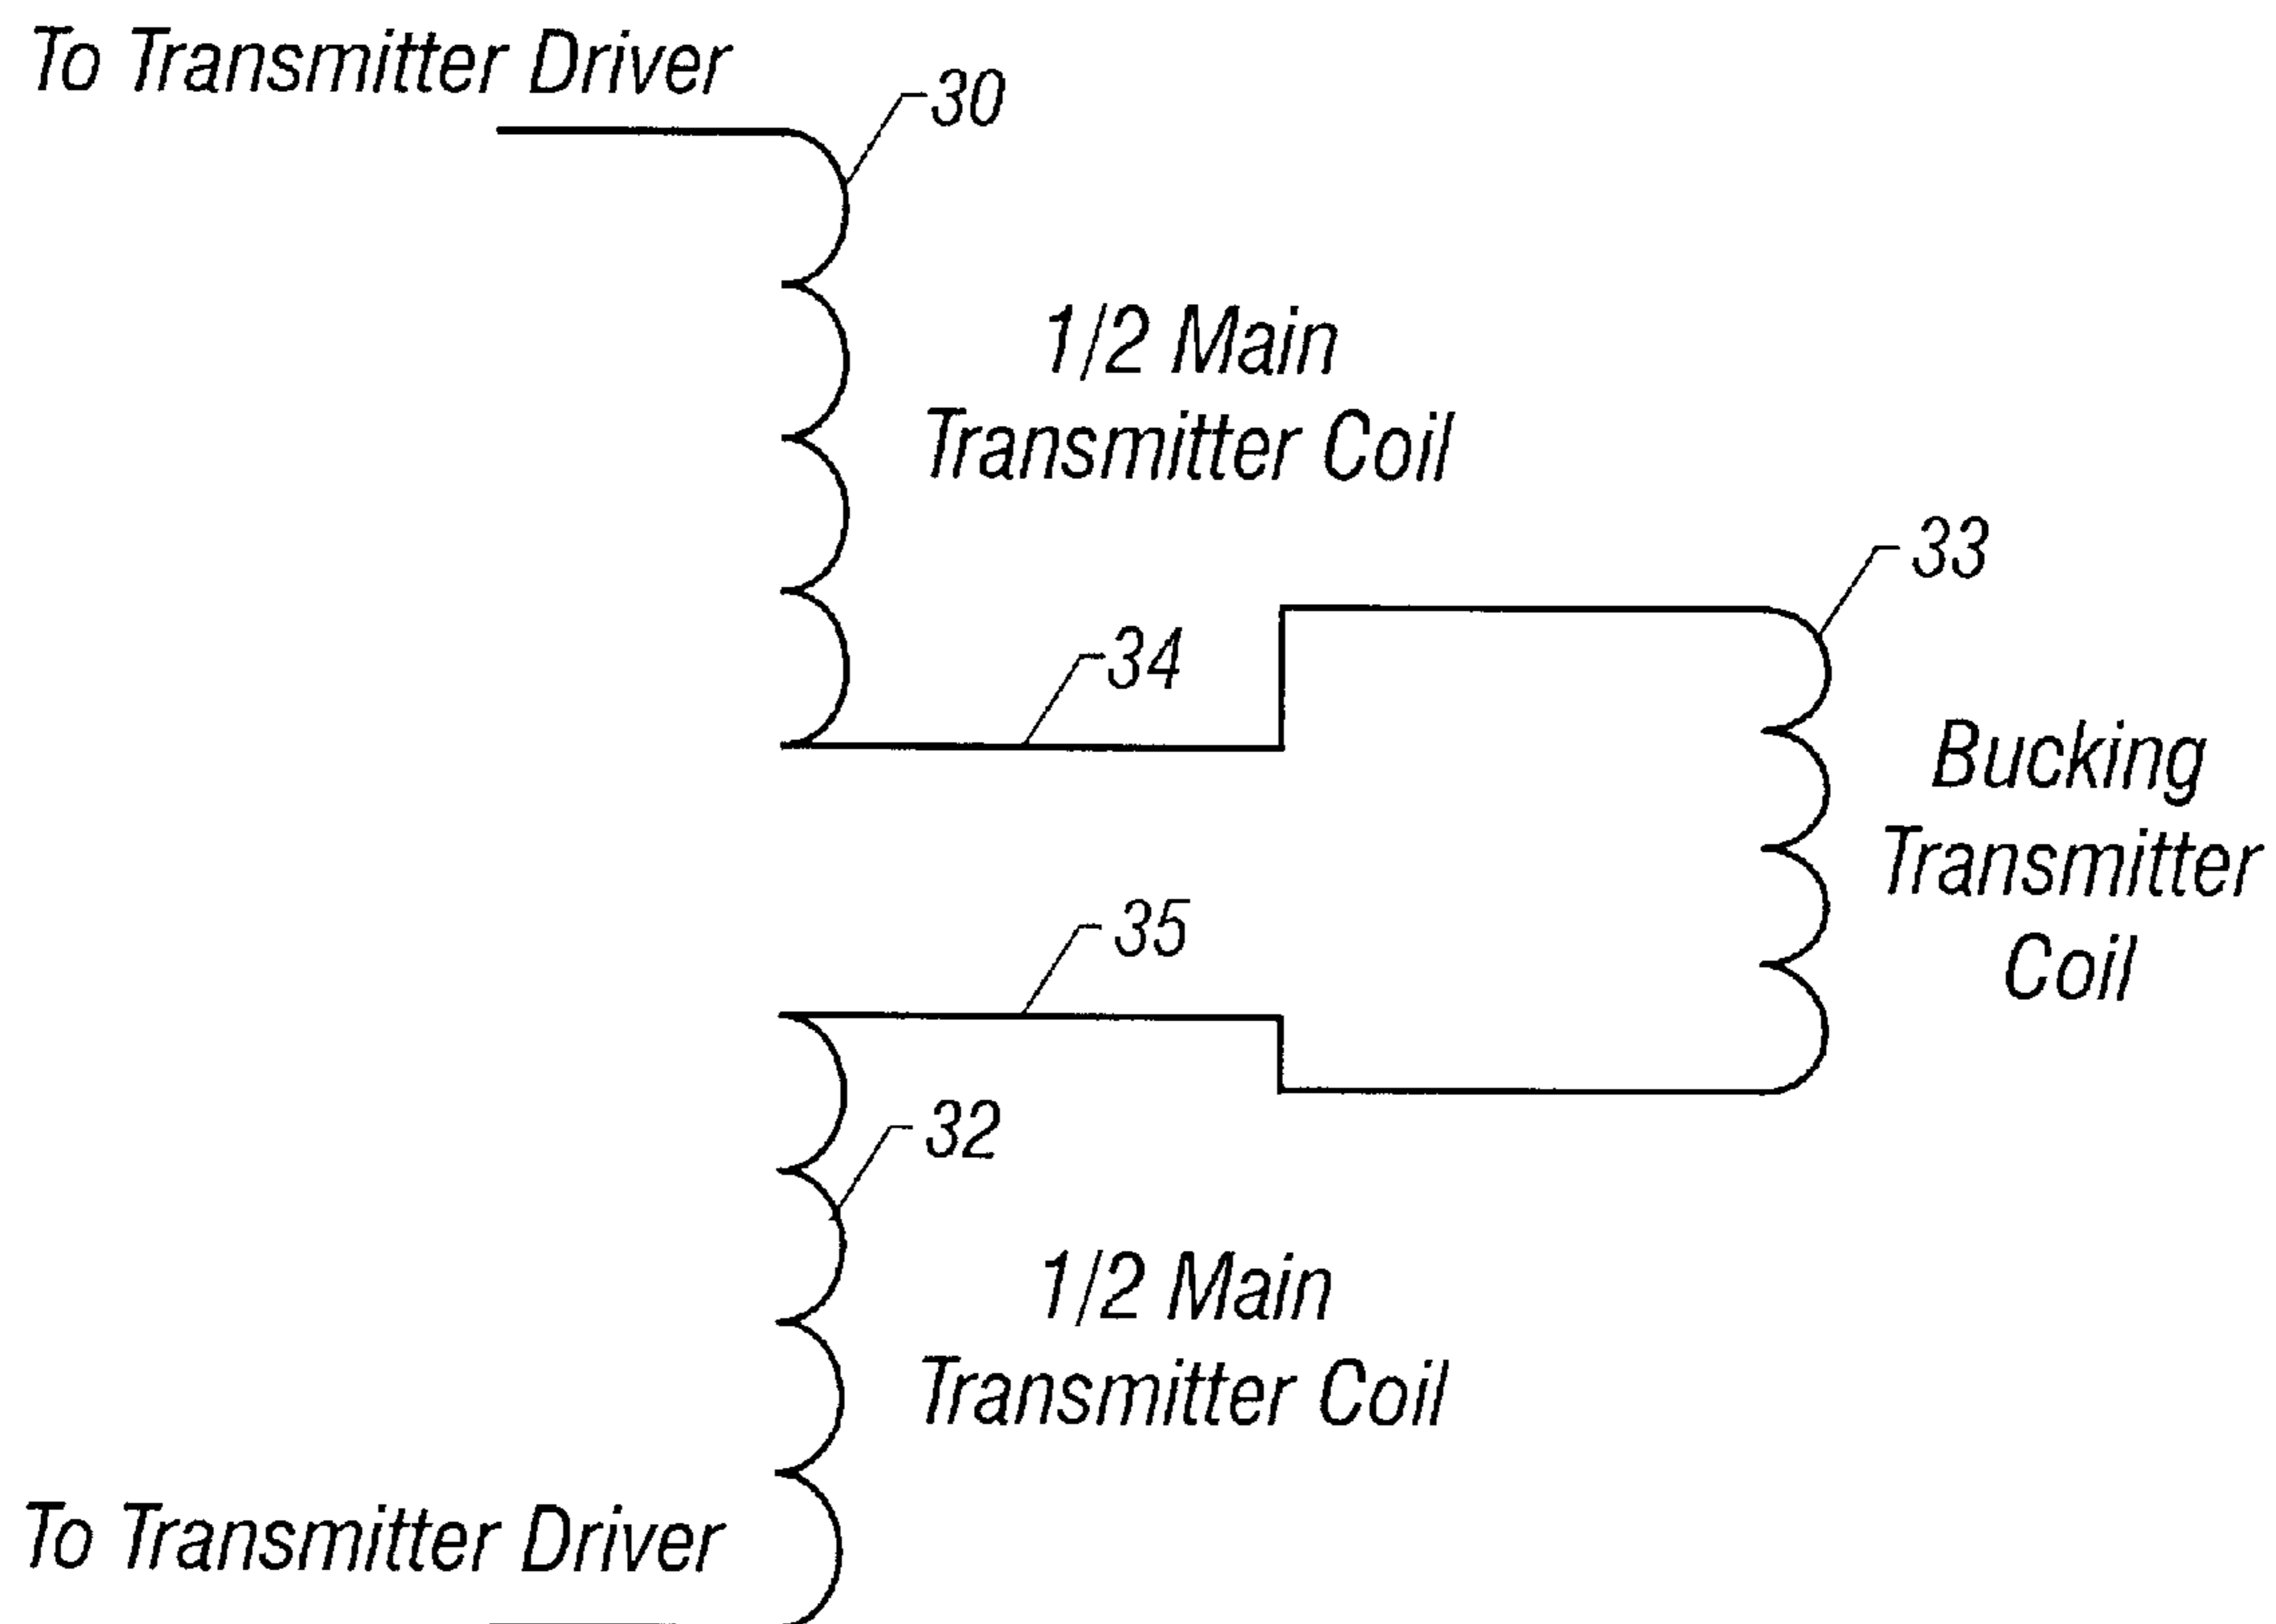 To Transmitter Driver
30
1/2 Main
Transmitter Coil
33
34
Bucking
Transmitter
Coil
35
32
1/2 Main
Transmitter Coil
To Transmitter Driver